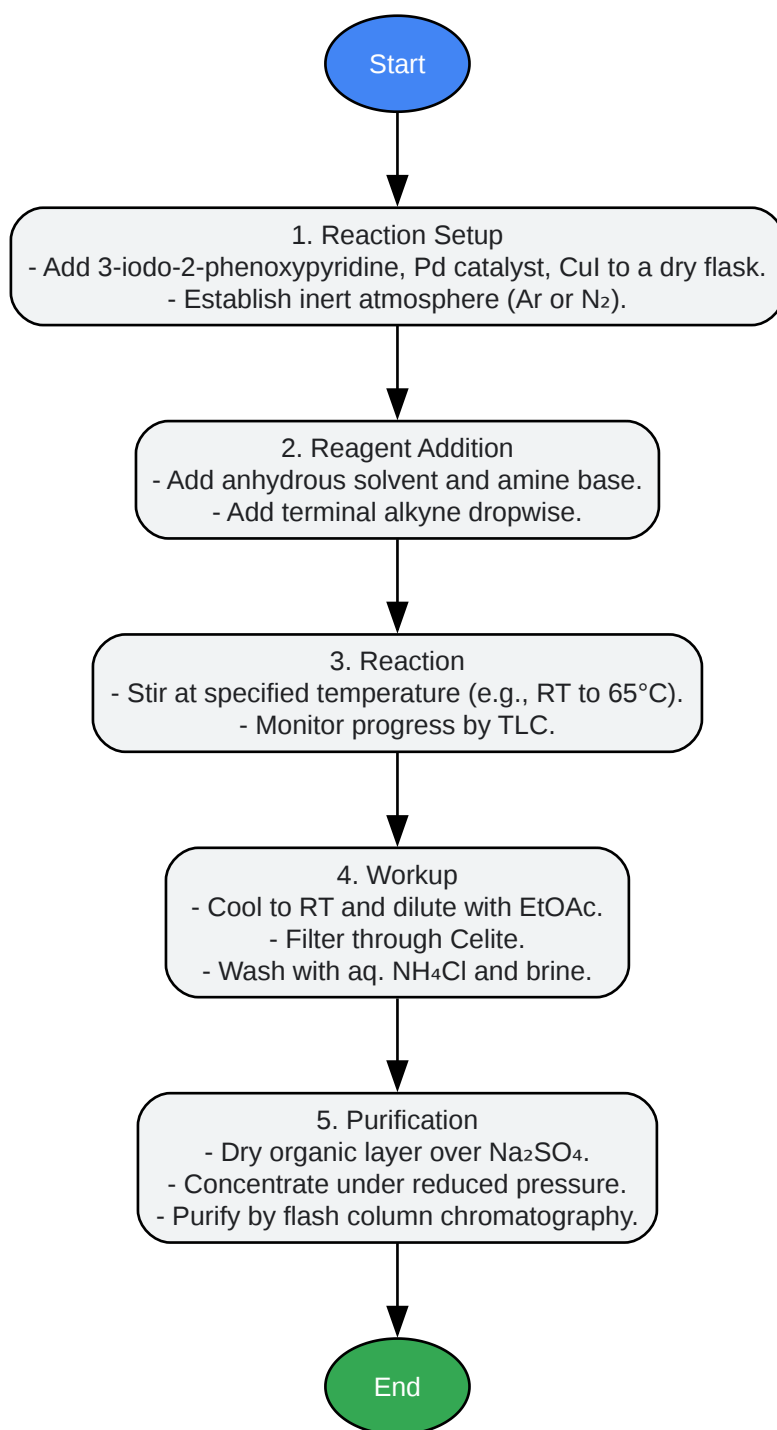 Start
1. Reaction Setup
- Add 3-iodo-2-phenoxypyridine, Pd catalyst, CuI to a dry flask.
- Establish inert atmosphere (Ar or N₂).
2. Reagent Addition
- Add anhydrous solvent and amine base.
- Add terminal alkyne dropwise.
3. Reaction
- Stir at specified temperature (e.g., RT to 65°C).
- Monitor progress by TLC.
4. Workup
- Cool to RT and dilute with EtOAc.
- Filter through Celite.
- Wash with aq. NH₄Cl and brine.
5. Purification
- Dry organic layer over Na₂SO₄.
- Concentrate under reduced pressure.
- Purify by flash column chromatography.
End